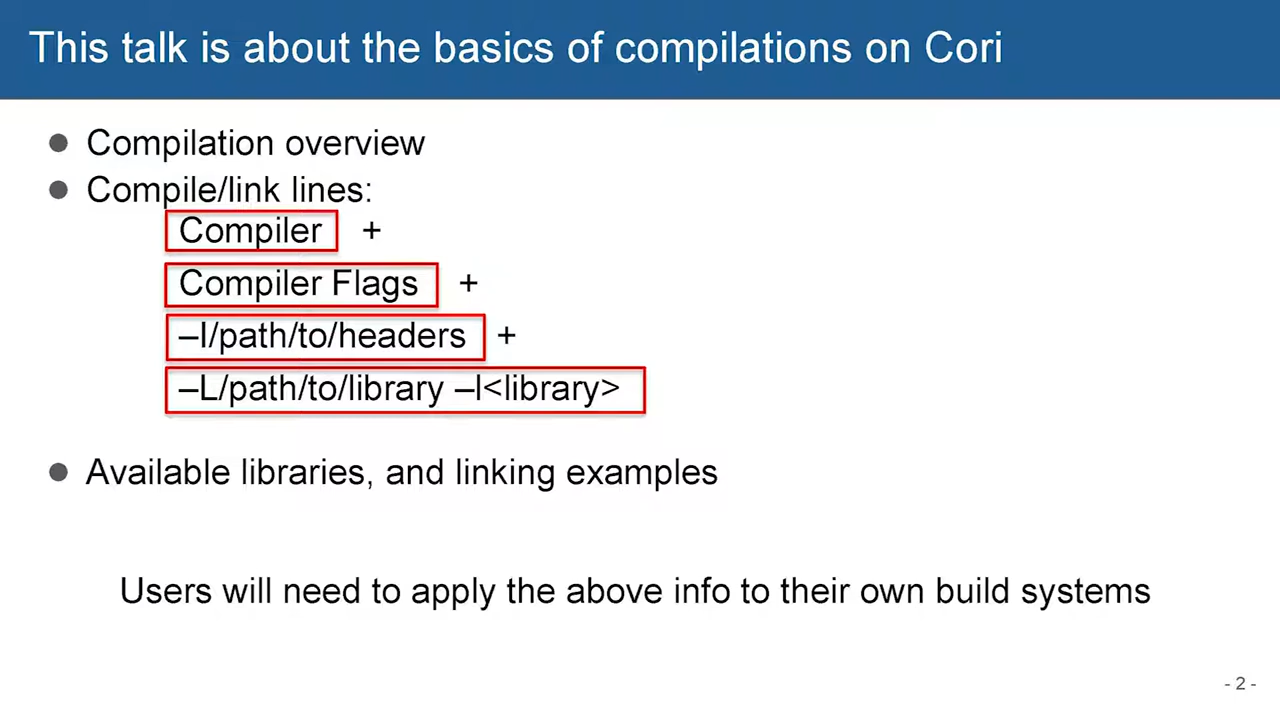 This talk is about the basics of compilations on Cori
● Compilation overview
● Compile/link lines:
Compiler +
Compiler Flags +
–I/path/to/headers +
–L/path/to/library –l<library>
● Available libraries, and linking examples
Users will need to apply the above info to their own build systems
- 2 -